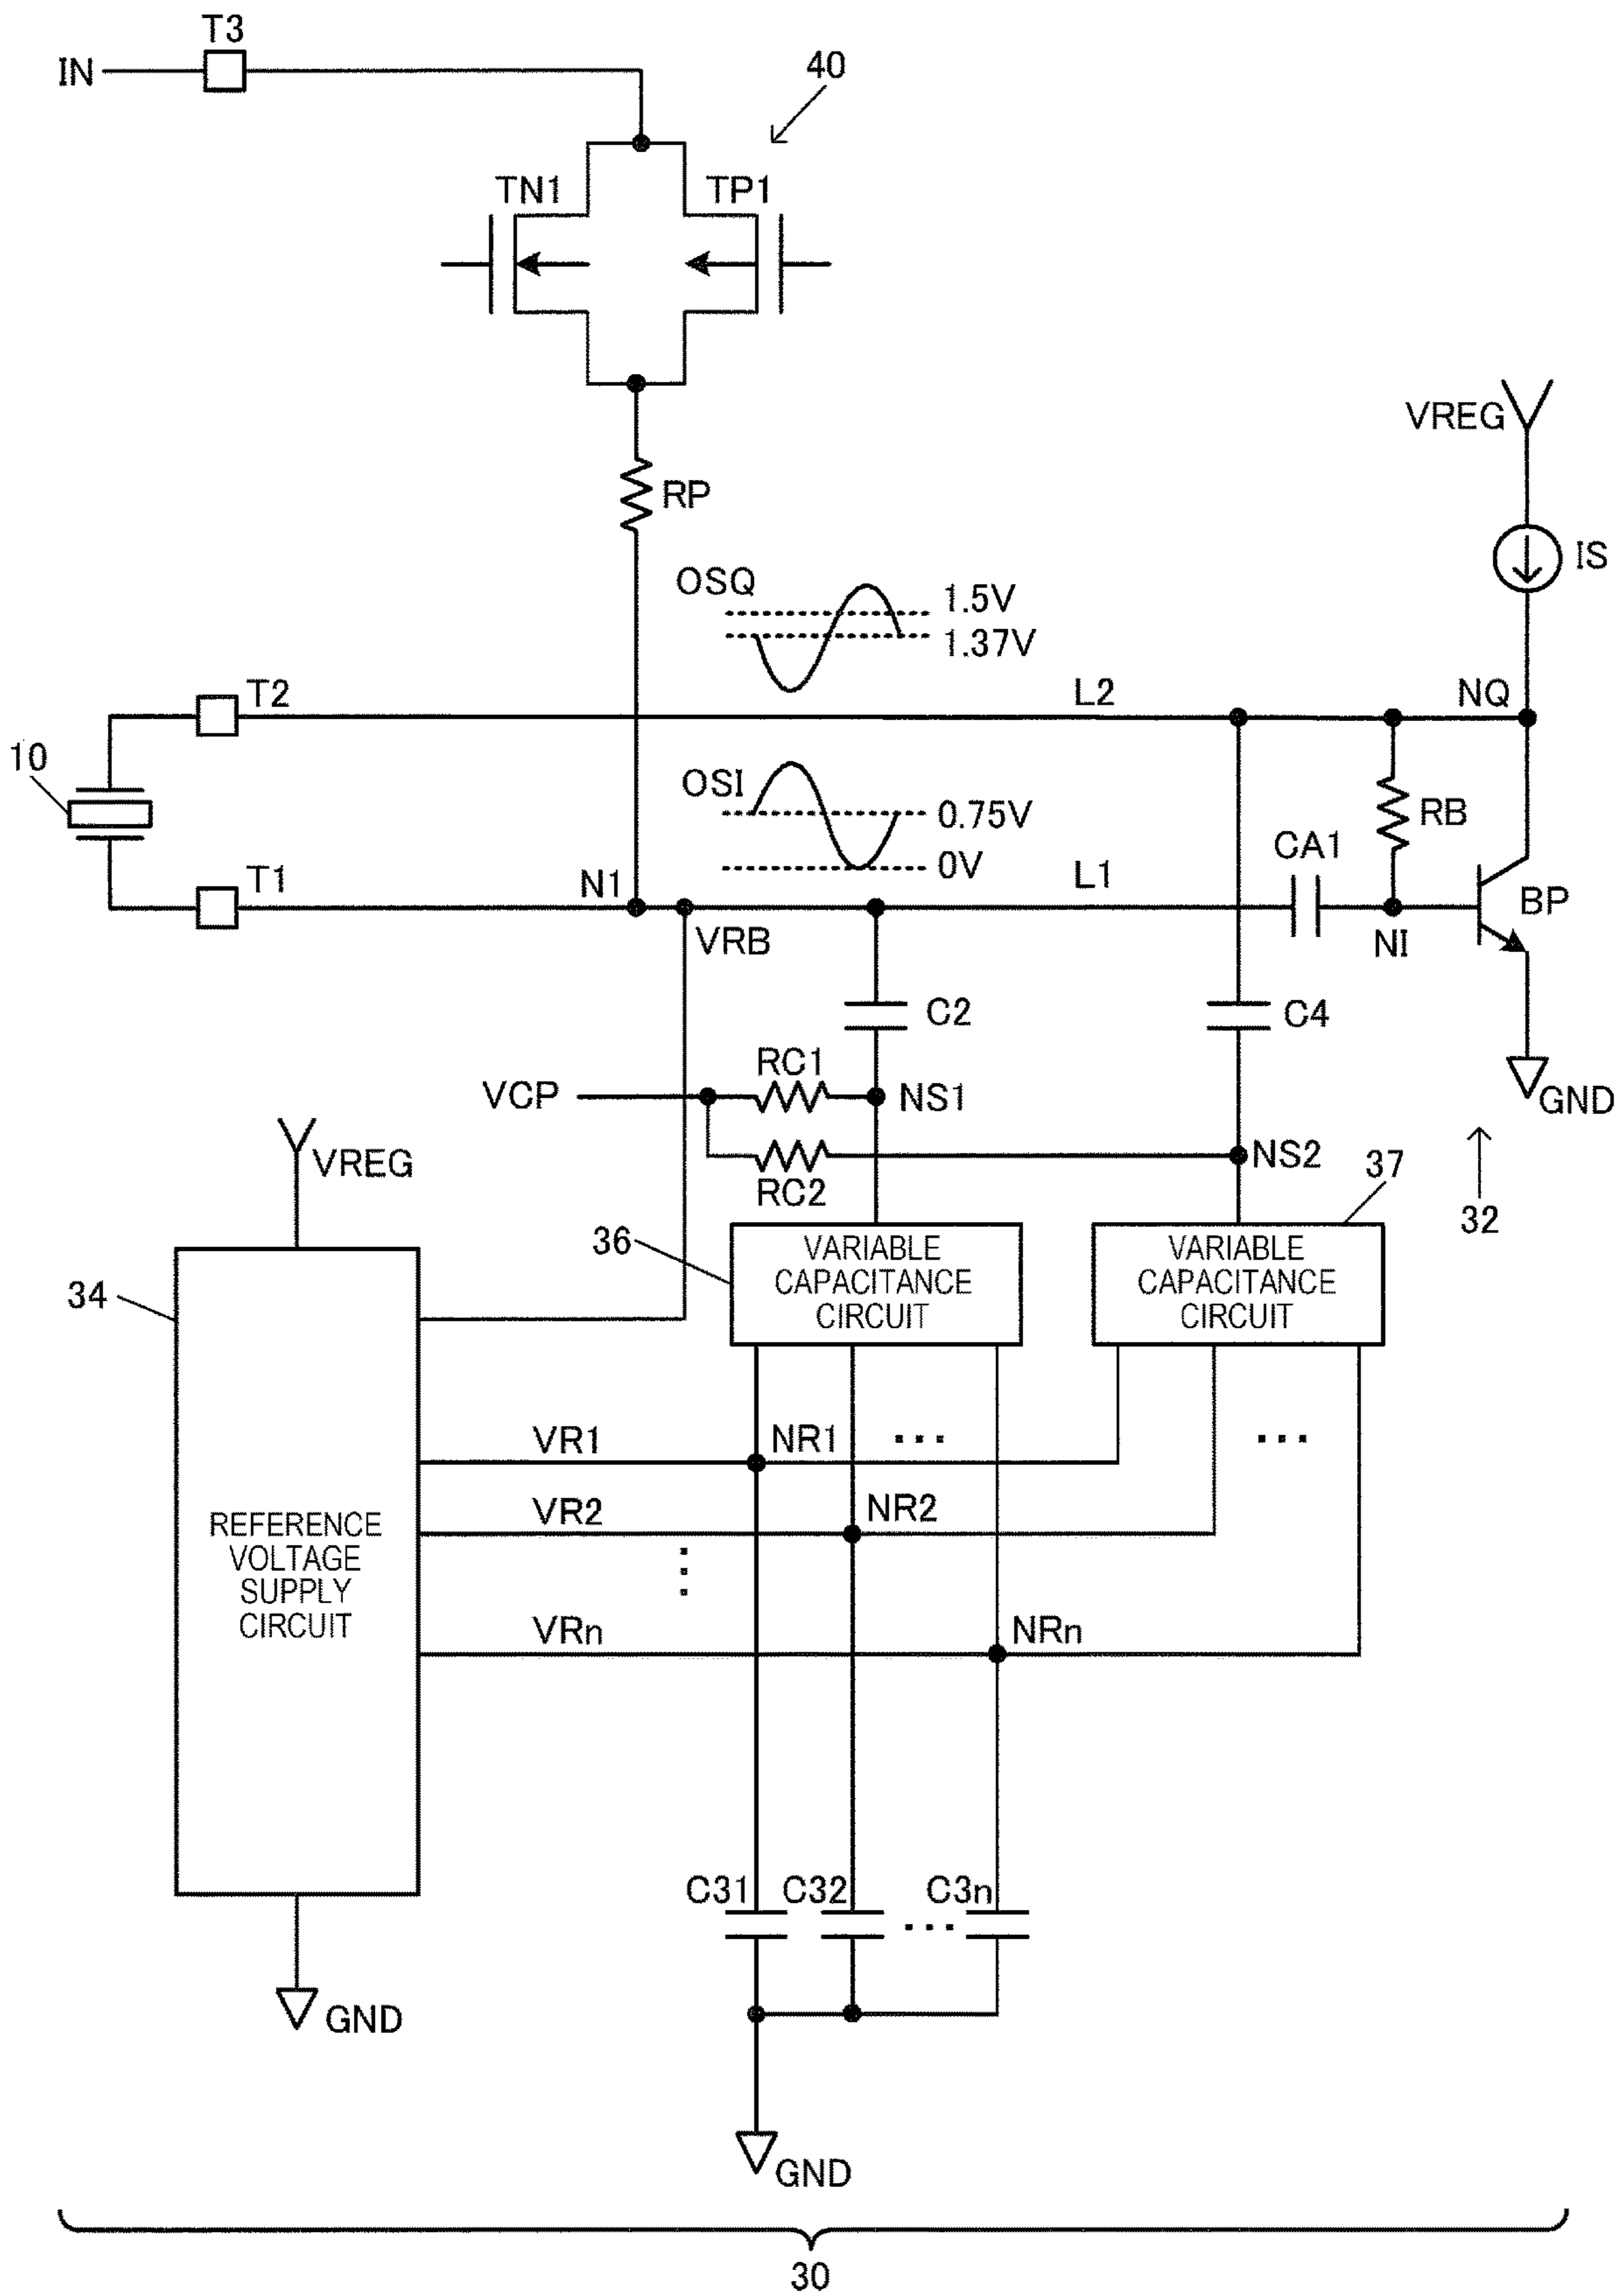 T3
IN
40
TN1
TP1
VREG
RP
IS
OSQ
1.5V
1.37V
T2
L2
NQ
10
OSI
0.75V
0V
RB
CA1
T1
N1
L1
BP
VRB
NI
C2
C4
RC1
VCP
NS1
GND
VREG
NS2
RC2
37
36
32
VARIABLE
CAPACITANCE
CIRCUIT
VARIABLE
CAPACITANCE
CIRCUIT
34
VR1
NR1
...
...
VR2
NR2
REFERENCE
VOLTAGE
SUPPLY
CIRCUIT
...
VRn
NRn
C31
C32
...
C3n
GND
GND
30